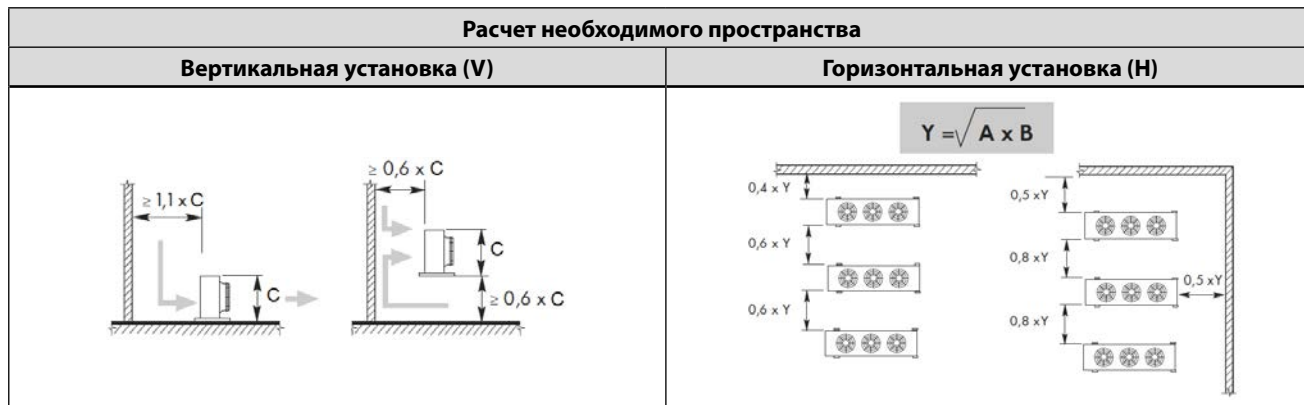 Расчет необходимого пространства
Вертикальная установка (V)
Горизонтальная установка (H)
≥ 1,1 x C
C
≥ 0,6 x C
C
≥ 0,6 x C
Y =√A x B
0,4 x Y
0,6 x Y
0,6 x Y
0,5 xY
0,8 xY
0,5 xY
0,8 xY